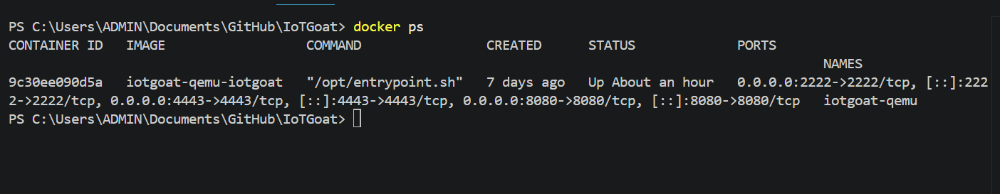 PS C:\Users\ADMIN\Documents\GitHub\IoTGoat> docker ps
CONTAINER ID   IMAGE                  COMMAND                CREATED      STATUS             PORTS
                                                                                                        NAMES
9c30ee090d5a   iotgoat-qemu-iotgoat   "/opt/entrypoint.sh"   7 days ago   Up About an hour   0.0.0.0:2222->2222/tcp, [::]:222
2->2222/tcp, 0.0.0.0:4443->4443/tcp, [::]:4443->4443/tcp, 0.0.0.0:8080->8080/tcp, [::]:8080->8080/tcp   iotgoat-qemu
PS C:\Users\ADMIN\Documents\GitHub\IoTGoat>